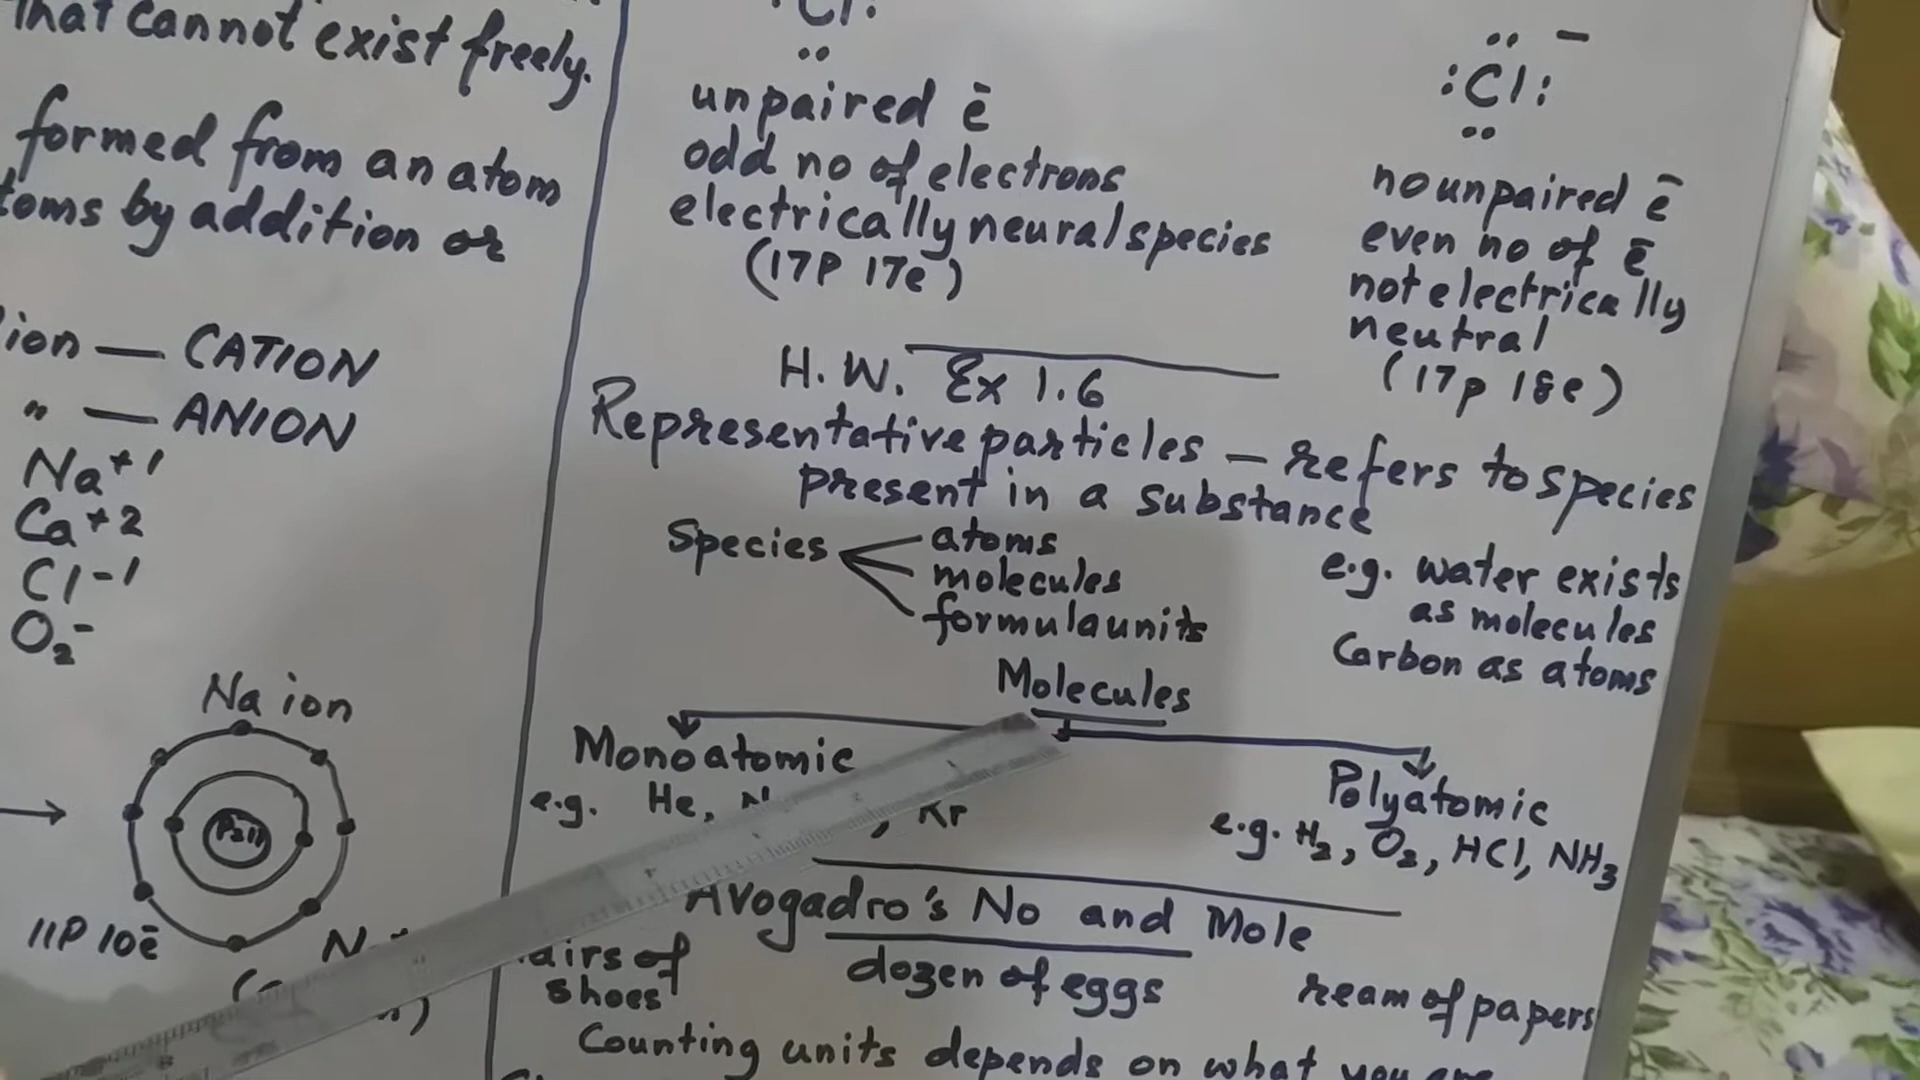 that cannot exist freely.
formed from an atom
toms by addition or
ion — CATION
" — ANION
Na+1
Ca+2
Cl-1
O2-
Na ion
11P 10ē
:Cl:
unpaired ē
odd no of electrons
electrically neural species
(17P 17e)
:Cl: –
no unpaired ē
even no of ē
not electrically
neutral
(17p 18e)
H.W. Ex 1.6
Representative particles – refers to species
present in a substance
Species
atoms
molecules
formula units
e.g. water exists
as molecules
Carbon as atoms
Molecules
Monoatomic
e.g. He, Kr
Polyatomic
e.g. H2, O2, HCl, NH3
Avogadro's No and Mole
airs of
shoes
dozen of eggs
ream of papers
Counting units depends on what you are